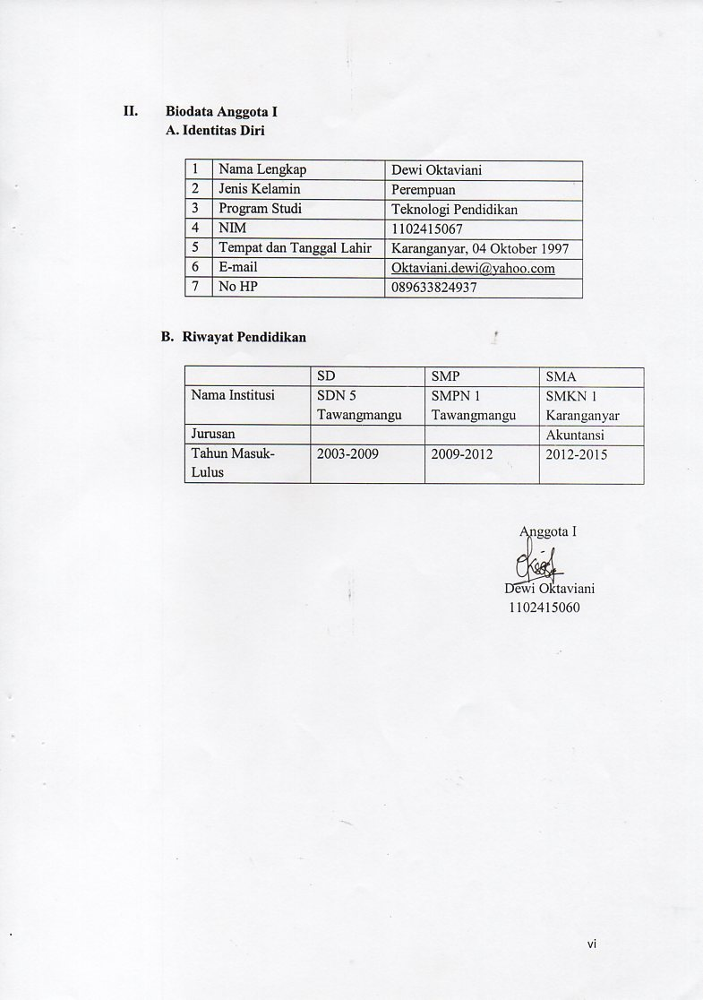 II. Biodata Anggota I
A. Identitas Diri
1 Nama Lengkap Dewi Oktaviani
2 Jenis Kelamin Perempuan
3 Program Studi Teknologi Pendidikan
4 NIM 1102415067
5 Tempat dan Tanggal Lahir Karanganyar, 04 Oktober 1997
6 E-mail Oktaviani.dewi@yahoo.com
7 No HP 089633824937
B. Riwayat Pendidikan
SD SMP SMA
Nama Institusi SDN 5 SMPN 1 SMKN 1
Tawangmangu Tawangmangu Karanganyar
Jurusan Akuntansi
Tahun Masuk- 2003-2009 2009-2012 2012-2015
Lulus
Anggota I
Dewi Oktaviani
1102415060
vi